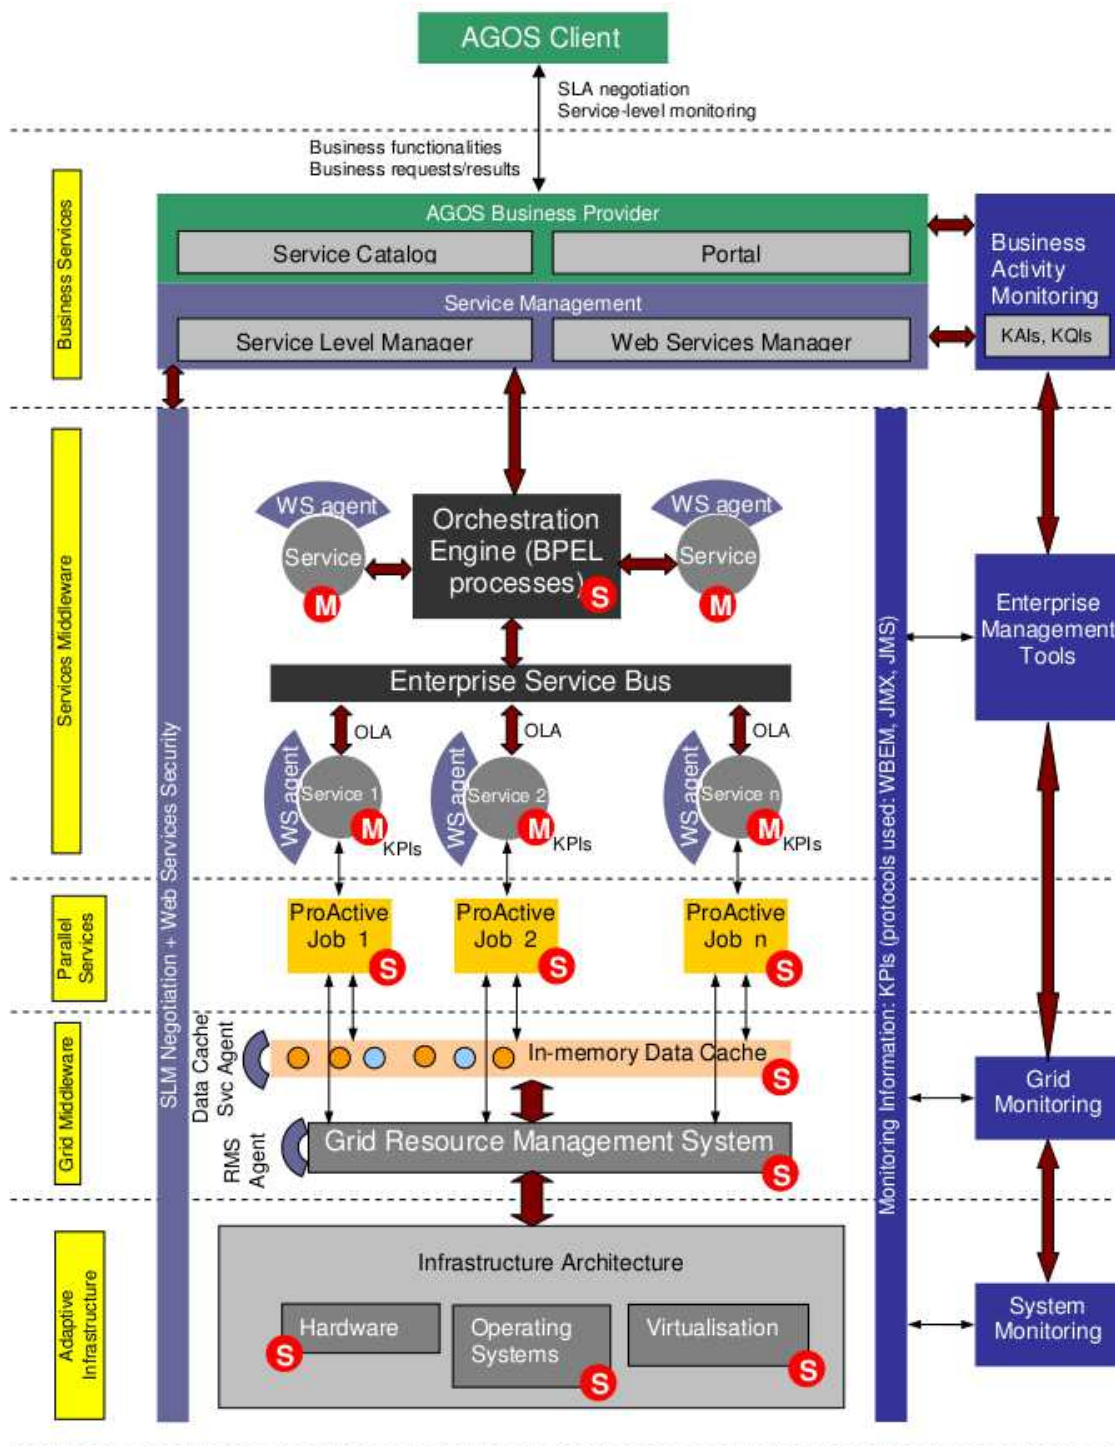 AGOS Client
SLA negotiation
Service-level monitoring
Business functionalities
Business requests/results
Business Services
AGOS Business Provider
Service Catalog
Portal
Service Management
Service Level Manager
Web Services Manager
Business
Activity
Monitoring
KAIs, KQIs
Services Middleware
SLM Negotiation + Web Services Security
WS agent
Service
M
Orchestration
Engine (BPEL
processes)
S
WS agent
Service
M
Monitoring Information: KPIs (protocols used: WBEM, JMX, JMS)
Enterprise
Management
Tools
Enterprise Service Bus
OLA
OLA
OLA
WS agent
Service 1
M
KPIs
WS agent
Service 2
M
KPIs
WS agent
Service n
M
KPIs
Parallel
Services
ProActive
Job 1
S
ProActive
Job 2
S
ProActive
Job n
S
Grid Middleware
Data Cache
Svc Agent
In-memory Data Cache
S
Grid
Monitoring
RMS
Agent
Grid Resource Management System
S
Adaptive
Infrastructure
Infrastructure Architecture
Hardware
S
Operating
Systems
S
Virtualisation
S
System
Monitoring